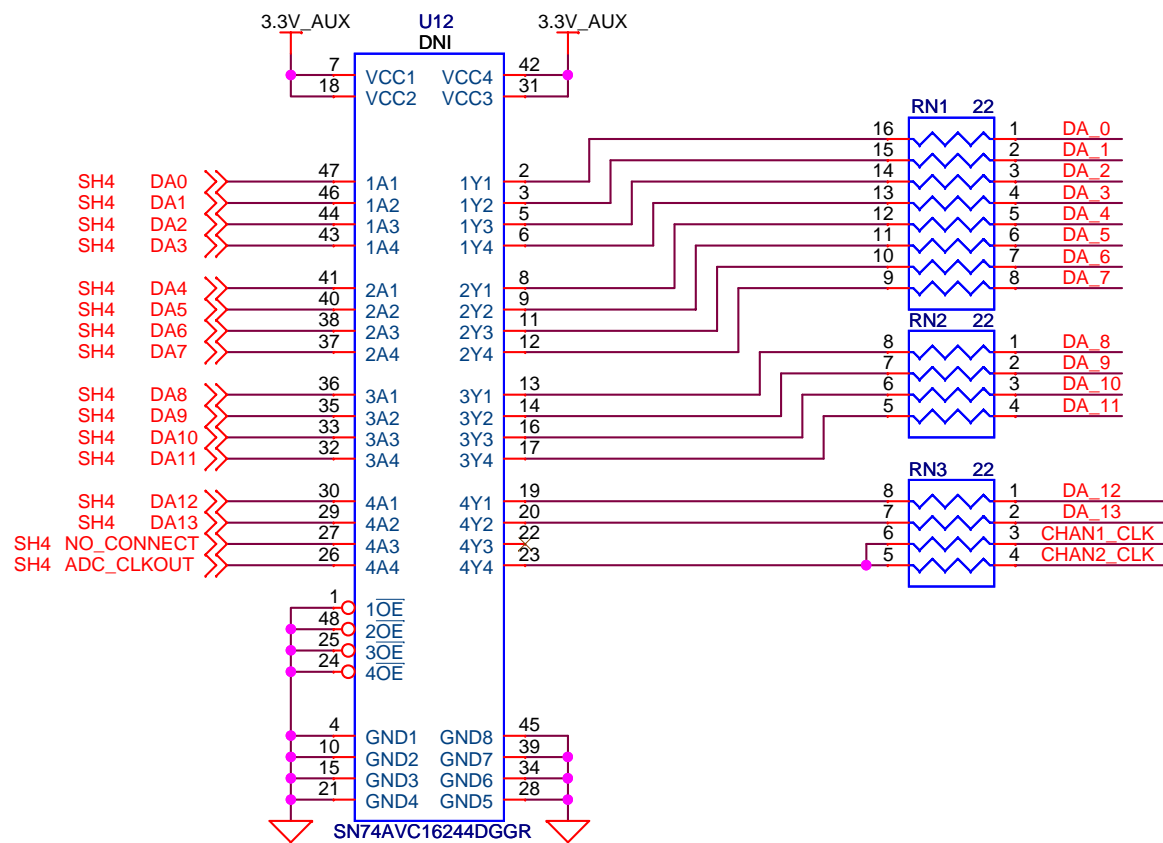 3.3V_AUX U12 3.3V_AUX
DNI
7 VCC1 VCC4 42
18 VCC2 VCC3 31
RN1 22
16 1 DA_0
15 2 DA_1
14 3 DA_2
13 4 DA_3
12 5 DA_4
11 6 DA_5
10 7 DA_6
9 8 DA_7
SH4 DA0 47 1A1 1Y1 2
SH4 DA1 46 1A2 1Y2 3
SH4 DA2 44 1A3 1Y3 5
SH4 DA3 43 1A4 1Y4 6
SH4 DA4 41 2A1 2Y1 8
SH4 DA5 40 2A2 2Y2 9
SH4 DA6 38 2A3 2Y3 11
SH4 DA7 37 2A4 2Y4 12
RN2 22
8 1 DA_8
7 2 DA_9
6 3 DA_10
5 4 DA_11
SH4 DA8 36 3A1 3Y1 13
SH4 DA9 35 3A2 3Y2 14
SH4 DA10 33 3A3 3Y3 16
SH4 DA11 32 3A4 3Y4 17
RN3 22
SH4 DA12 30 4A1 4Y1 19 8 1 DA_12
SH4 DA13 29 4A2 4Y2 20 7 2 DA_13
SH4 NO_CONNECT 27 4A3 4Y3 22 6 3 CHAN1_CLK
SH4 ADC_CLKOUT 26 4A4 4Y4 23 5 4 CHAN2_CLK
1 1OE
48 2OE
25 3OE
24 4OE
4 GND1 GND8 45
10 GND2 GND7 39
15 GND3 GND6 34
21 GND4 GND5 28
SN74AVC16244DGGR